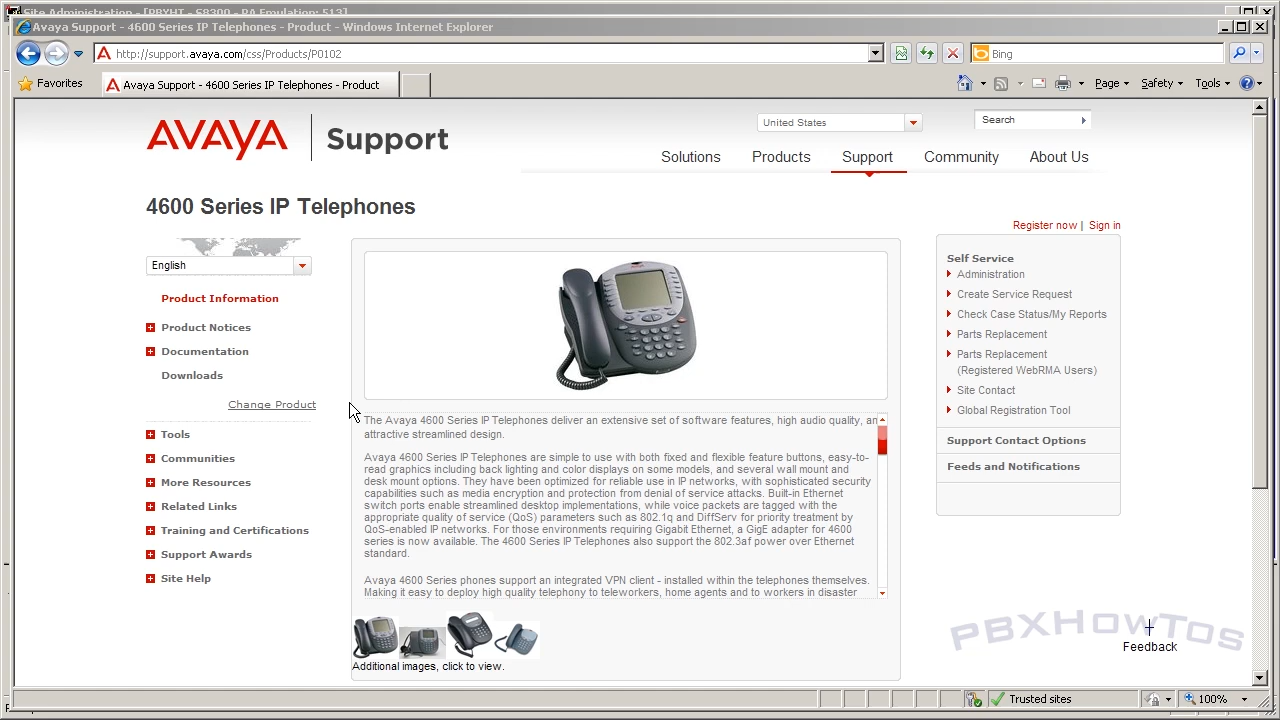 Site Administration - [PBXHT - S8300 - PA Emulation: 513]
Avaya Support - 4600 Series IP Telephones - Product - Windows Internet Explorer
http://support.avaya.com/css/Products/P0102
Bing
Favorites
Avaya Support - 4600 Series IP Telephones - Product
Page
Safety
Tools
AVAYA
Support
United States
Search
Solutions
Products
Support
Community
About Us
4600 Series IP Telephones
Register now | Sign in
English
Product Information
Product Notices
Documentation
Downloads
Change Product
Tools
Communities
More Resources
Related Links
Training and Certifications
Support Awards
Site Help
The Avaya 4600 Series IP Telephones deliver an extensive set of software features, high audio quality, an
attractive streamlined design.
Avaya 4600 Series IP Telephones are simple to use with both fixed and flexible feature buttons, easy-to-
read graphics including back lighting and color displays on some models, and several wall mount and
desk mount options. They have been optimized for reliable use in IP networks, with sophisticated security
capabilities such as media encryption and protection from denial of service attacks. Built-in Ethernet
switch ports enable streamlined desktop implementations, while voice packets are tagged with the
appropriate quality of service (QoS) parameters such as 802.1q and DiffServ for priority treatment by
QoS-enabled IP networks. For those environments requiring Gigabit Ethernet, a GigE adapter for 4600
series is now available. The 4600 Series IP Telephones also support the 802.3af power over Ethernet
standard.
Avaya 4600 Series phones support an integrated VPN client - installed within the telephones themselves.
Making it easy to deploy high quality telephony to teleworkers, home agents and to workers in disaster
Additional images, click to view.
Self Service
Administration
Create Service Request
Check Case Status/My Reports
Parts Replacement
Parts Replacement
(Registered WebRMA Users)
Site Contact
Global Registration Tool
Support Contact Options
Feeds and Notifications
PBXHowTos
+
Feedback
Trusted sites
100%